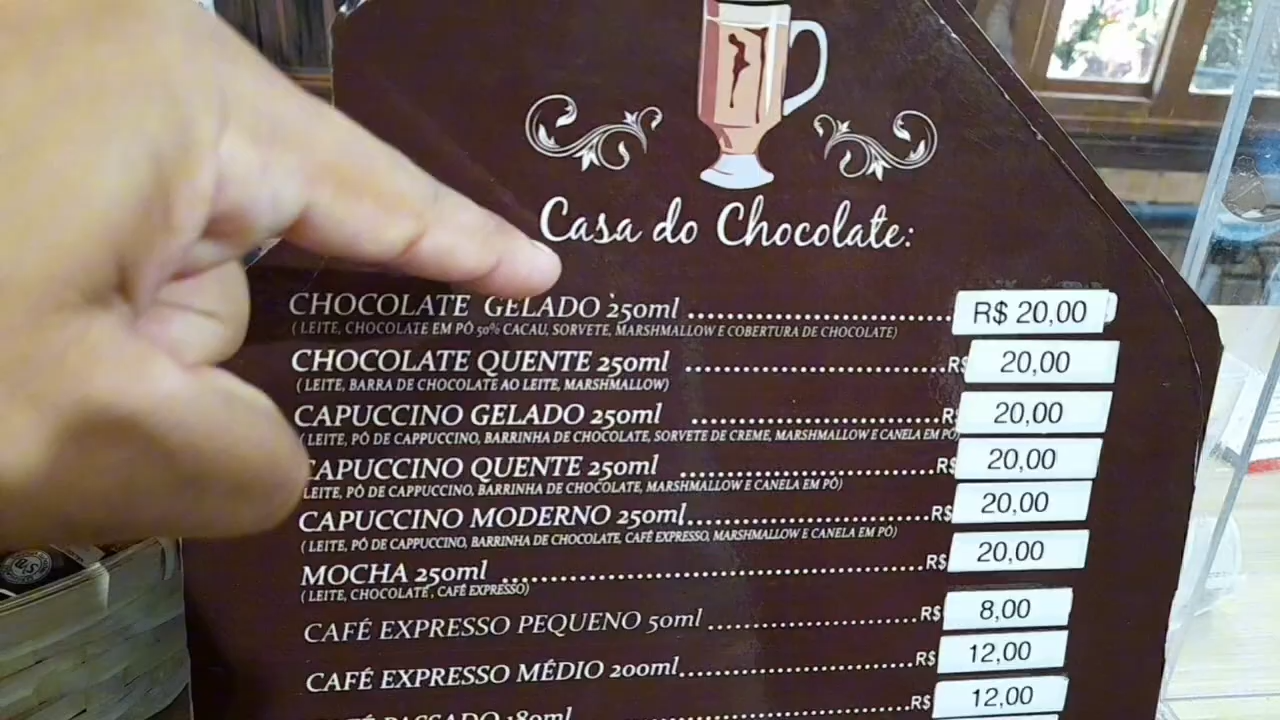 Casa do Chocolate:
CHOCOLATE GELADO 250ml ........................ R$ 20,00
( LEITE, CHOCOLATE EM PÓ 50% CACAU, SORVETE, MARSHMALLOW E COBERTURA DE CHOCOLATE)
CHOCOLATE QUENTE 250ml ........................R$ 20,00
( LEITE, BARRA DE CHOCOLATE AO LEITE, MARSHMALLOW)
CAPUCCINO GELADO 250ml ........................R$ 20,00
( LEITE, PÓ DE CAPPUCCINO, BARRINHA DE CHOCOLATE, SORVETE DE CREME, MARSHMALLOW E CANELA EM PÓ)
CAPUCCINO QUENTE 250ml ........................R$ 20,00
LEITE, PÓ DE CAPPUCCINO, BARRINHA DE CHOCOLATE, MARSHMALLOW E CANELA EM PÓ)
CAPUCCINO MODERNO 250ml........................R$ 20,00
( LEITE, PÓ DE CAPPUCCINO, BARRINHA DE CHOCOLATE, CAFÉ EXPRESSO, MARSHMALLOW E CANELA EM PÓ)
MOCHA 250ml ........................R$ 20,00
( LEITE, CHOCOLATE , CAFÉ EXPRESSO)
CAFÉ EXPRESSO PEQUENO 50ml ........................R$ 8,00
CAFÉ EXPRESSO MÉDIO 200ml........................R$ 12,00
CAFÉ PASSADO 180ml ........................R$ 12,00